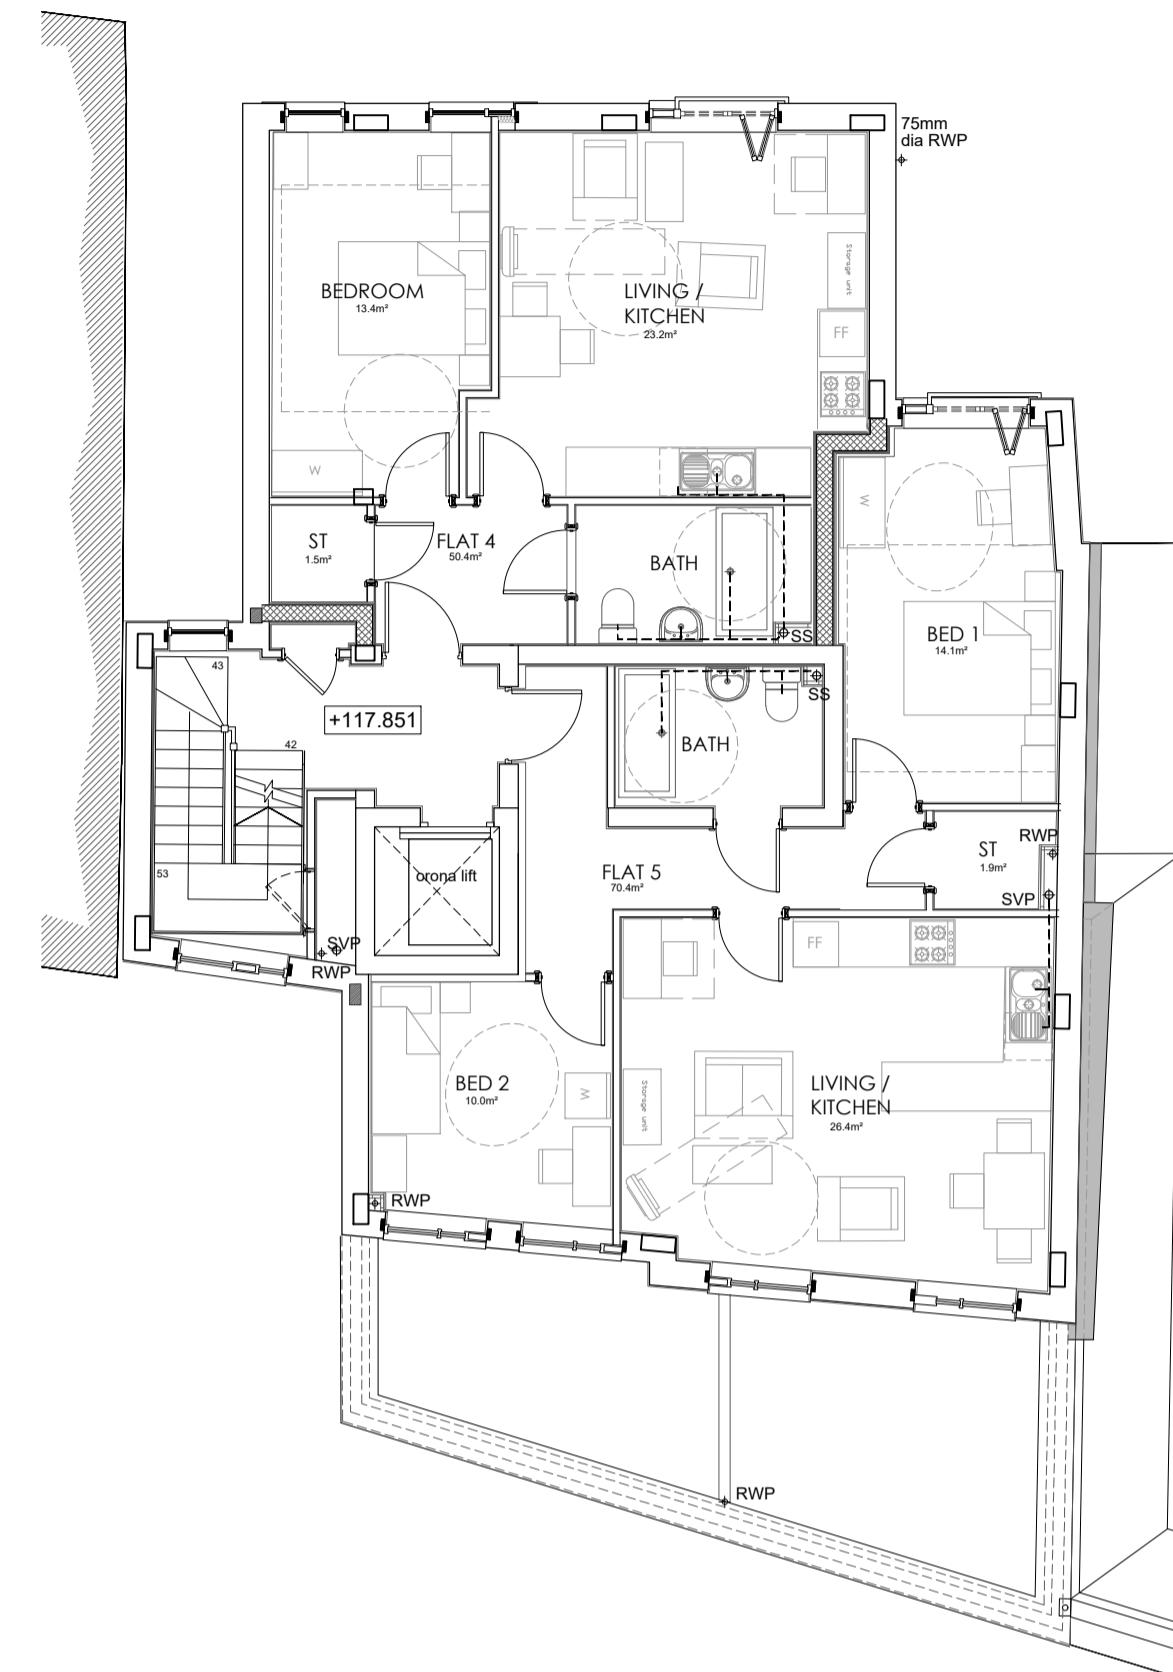 75mm
dia RWP
BEDROOM
13.4m²
LIVING /
KITCHEN
23.2m²
Storage unit
FF
W
W
ST
1.5m²
FLAT 4
50.4m²
BATH
SS
BED 1
14.1m²
43
+117.851
42
SS
BATH
53
orona lift
FLAT 5
70.4m²
ST
1.9m²
RWP
SVP
SVP
RWP
FF
BED 2
10.0m²
W
Storage unit
LIVING /
KITCHEN
26.4m²
RWP
RWP